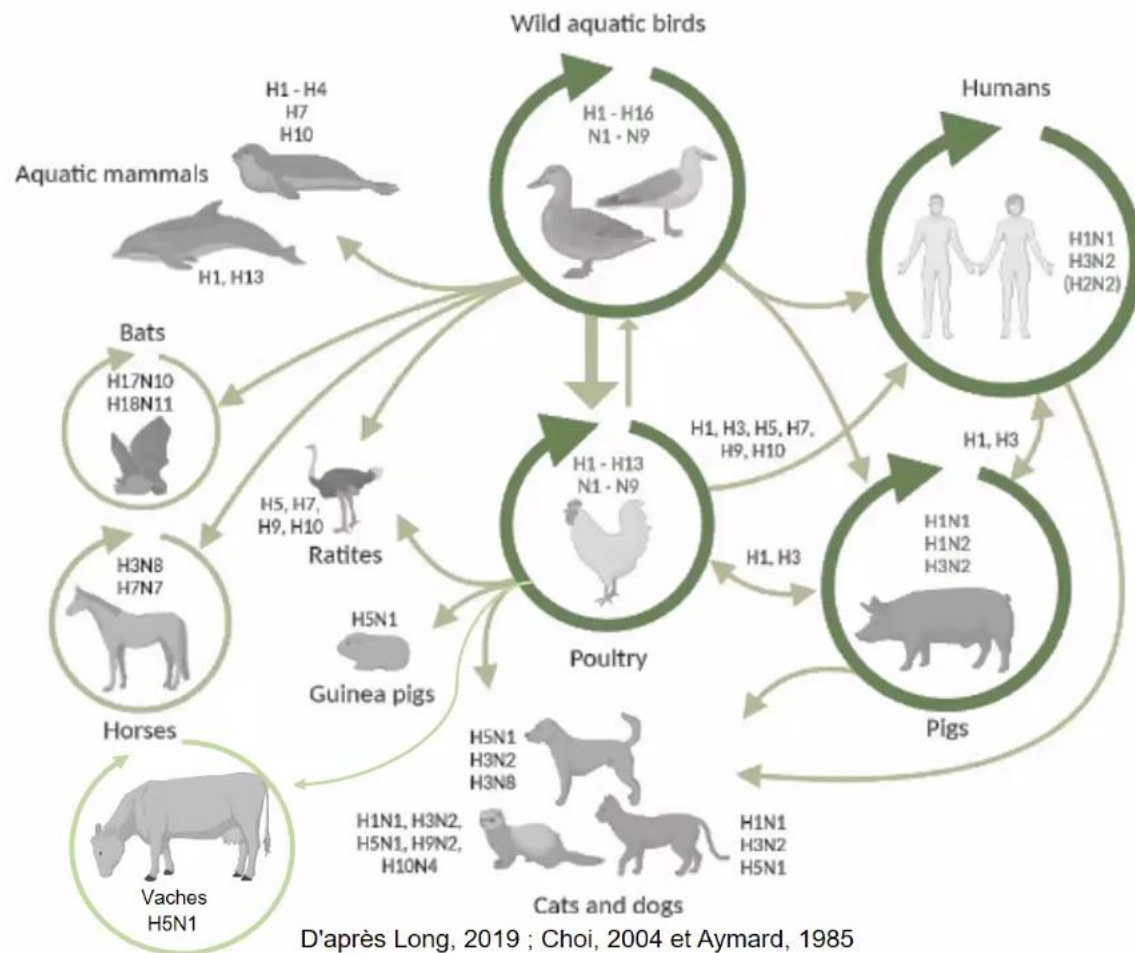 Wild aquatic birds
H1 - H16
N1 - N9
Humans
H1N1
H3N2
(H2N2)
H1 - H4
H7
H10
Aquatic mammals
H1, H13
Bats
H17N10
H18N11
H5, H7,
H9, H10
Ratites
H1 - H13
N1 - N9
Poultry
H1, H3, H5, H7,
H9, H10
H1, H3
H1, H3
H1N1
H1N2
H3N2
Pigs
H3N8
H7N7
Horses
H5N1
Guinea pigs
Vaches
H5N1
H5N1
H3N2
H3N8
H1N1, H3N2,
H5N1, H9N2,
H10N4
H1N1
H3N2
H5N1
Cats and dogs
D'après Long, 2019 ; Choi, 2004 et Aymard, 1985